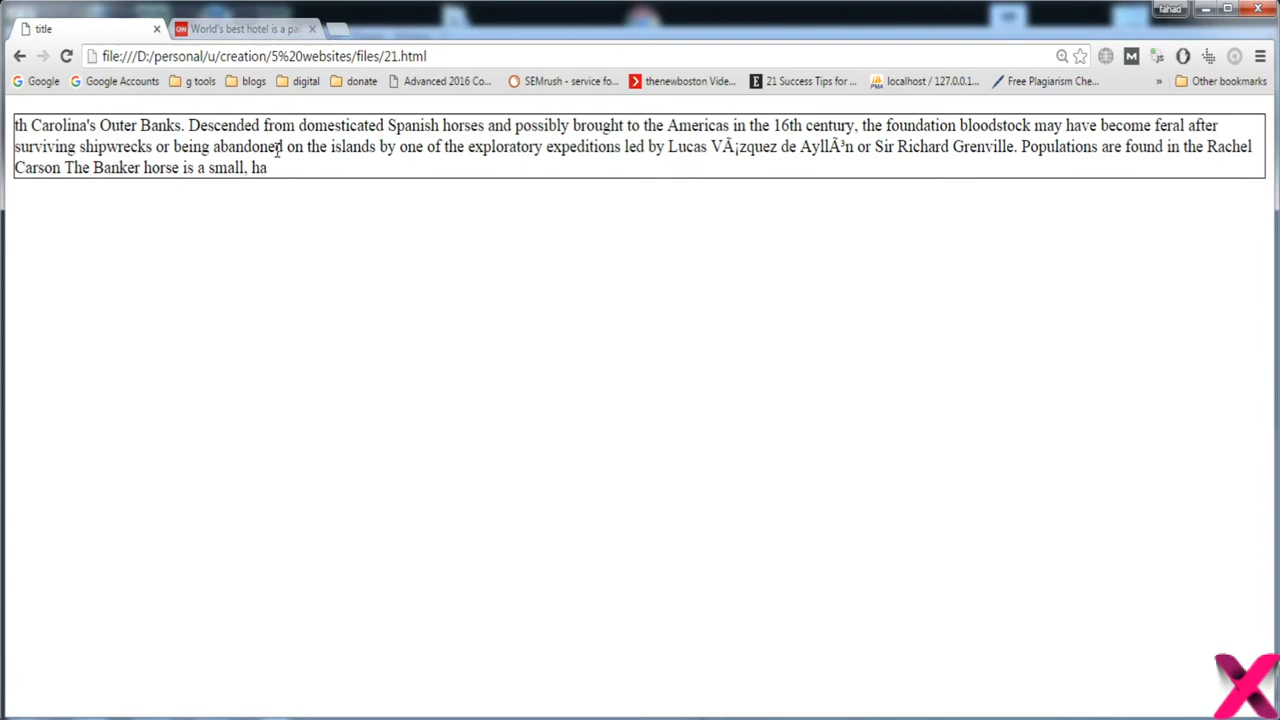 fahad
title
World's best hotel is a pal
file:///D:/personal/u/creation/5%20websites/files/21.html
Google
Google Accounts
g tools
blogs
digital
donate
Advanced 2016 Co...
SEMrush - service fo...
thenewboston Vide...
21 Success Tips for ...
localhost / 127.0.0.1...
Free Plagiarism Che...
»
Other bookmarks
th Carolina's Outer Banks. Descended from domesticated Spanish horses and possibly brought to the Americas in the 16th century, the foundation bloodstock may have become feral after
surviving shipwrecks or being abandoned on the islands by one of the exploratory expeditions led by Lucas VÃ¡zquez de AyllÃ³n or Sir Richard Grenville. Populations are found in the Rachel
Carson The Banker horse is a small, ha
X